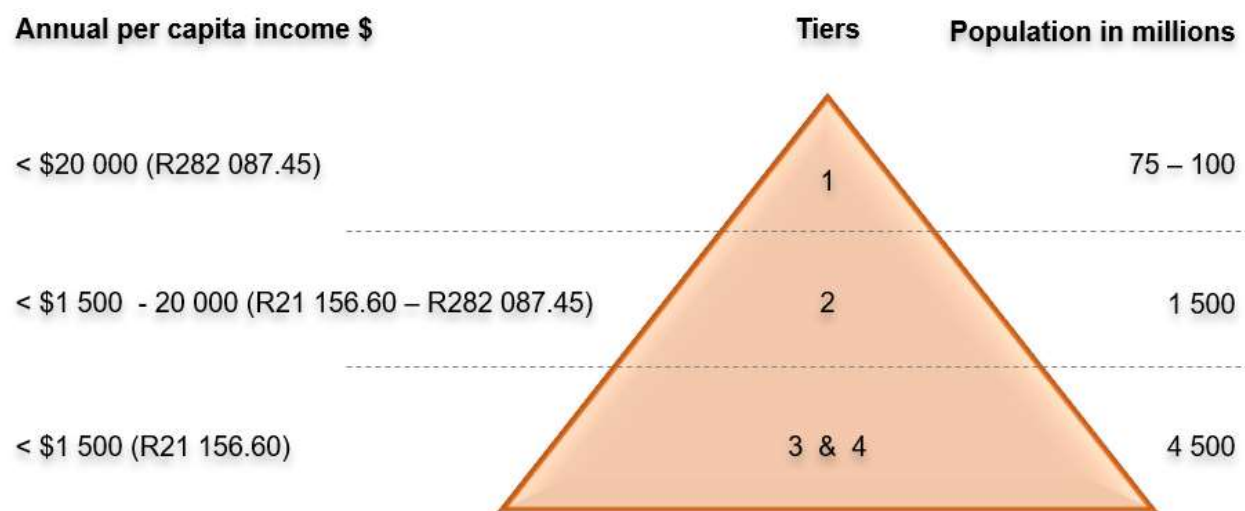 Annual per capita income $ Tiers Population in millions
< $20 000 (R282 087.45) 1 75 – 100
< $1 500  - 20 000 (R21 156.60 – R282 087.45) 2 1 500
< $1 500 (R21 156.60) 3 & 4 4 500